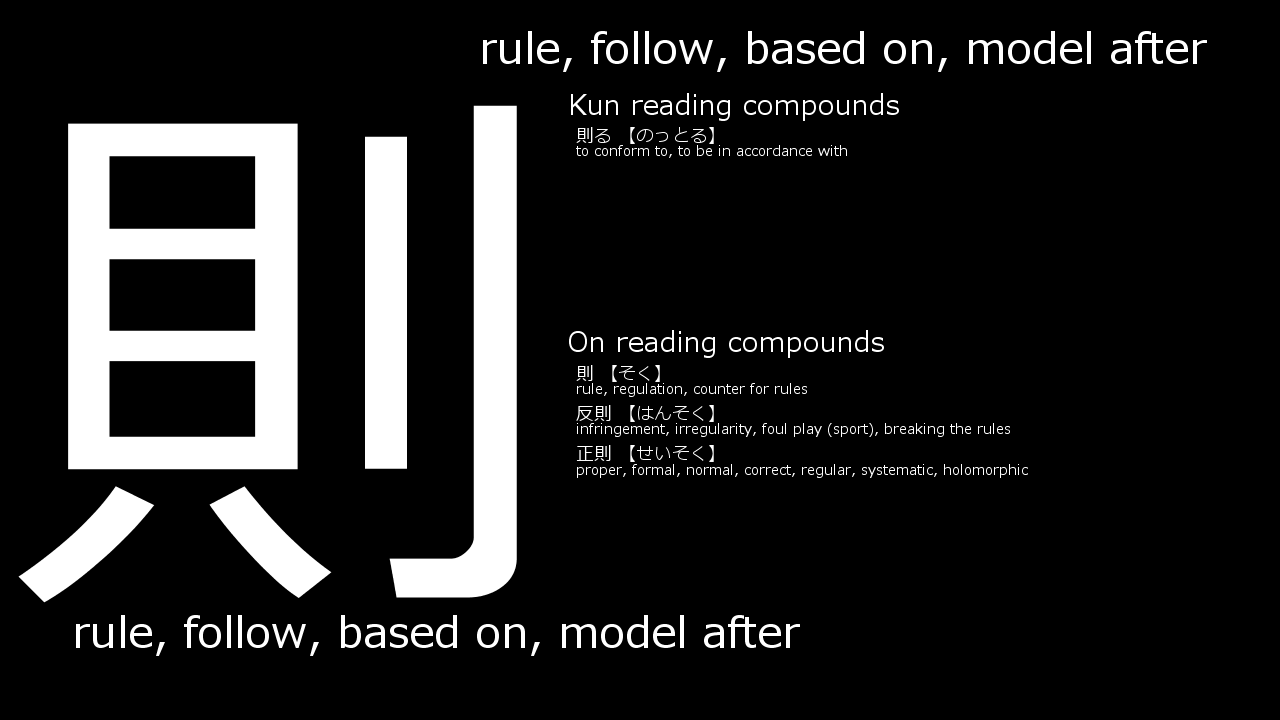 rule, follow, based on, model after
則
Kun reading compounds
則る 【のっとる】
to conform to, to be in accordance with
On reading compounds
則 【そく】
rule, regulation, counter for rules
反則 【はんそく】
infringement, irregularity, foul play (sport), breaking the rules
正則 【せいそく】
proper, formal, normal, correct, regular, systematic, holomorphic
rule, follow, based on, model after